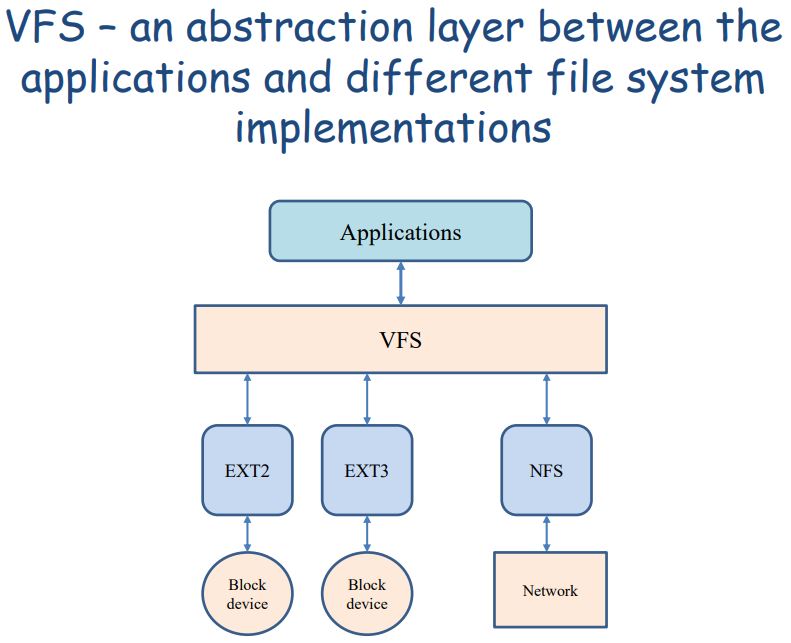 VFS – an abstraction layer between the
applications and different file system
implementations
Applications
VFS
EXT2
EXT3
NFS
Block
device
Block
device
Network